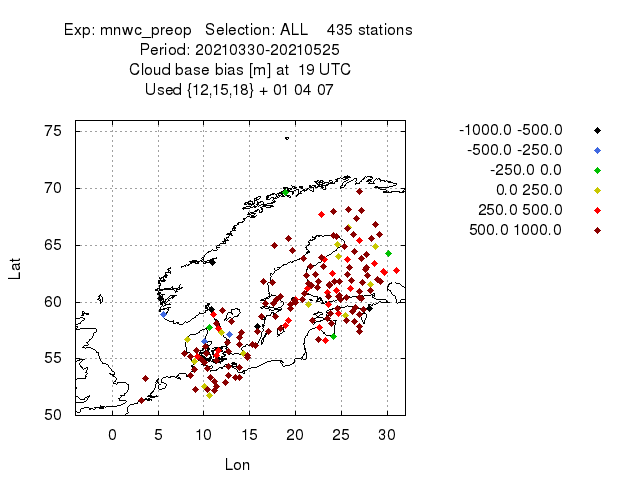 Exp: mnwc_preop   Selection: ALL    435 stations
Period: 20210330-20210525
Cloud base bias [m] at  19 UTC
Used {12,15,18} + 01 04 07
-1000.0 -500.0
-500.0 -250.0
-250.0 0.0
0.0 250.0
250.0 500.0
500.0 1000.0
75
70
65
60
55
50
Lat
0 5 10 15 20 25 30
Lon